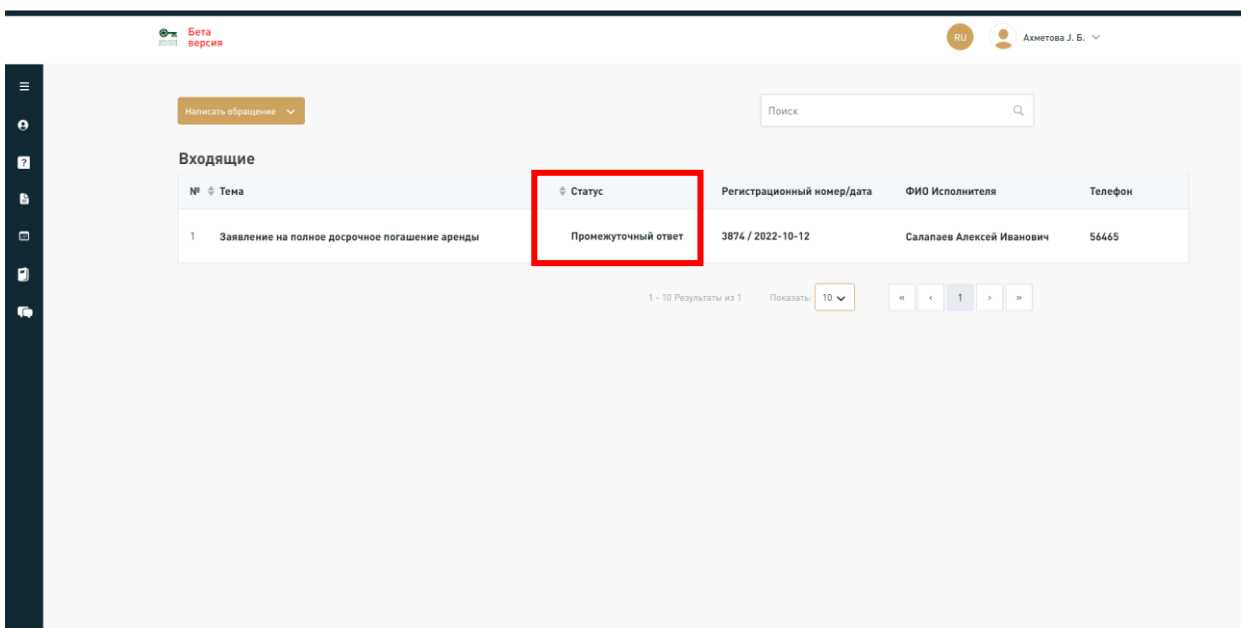 Бета
версия
RU
Ахметова J. Б.
Написать обращение
Поиск
Входящие
№ Тема Статус Регистрационный номер/дата ФИО Исполнителя Телефон
1 Заявление на полное досрочное погашение аренды Промежуточный ответ 3874 / 2022-10-12 Салапаев Алексей Иванович 56465
1 - 10 Результаты из 1 Показать: 10 « ‹ 1 › »